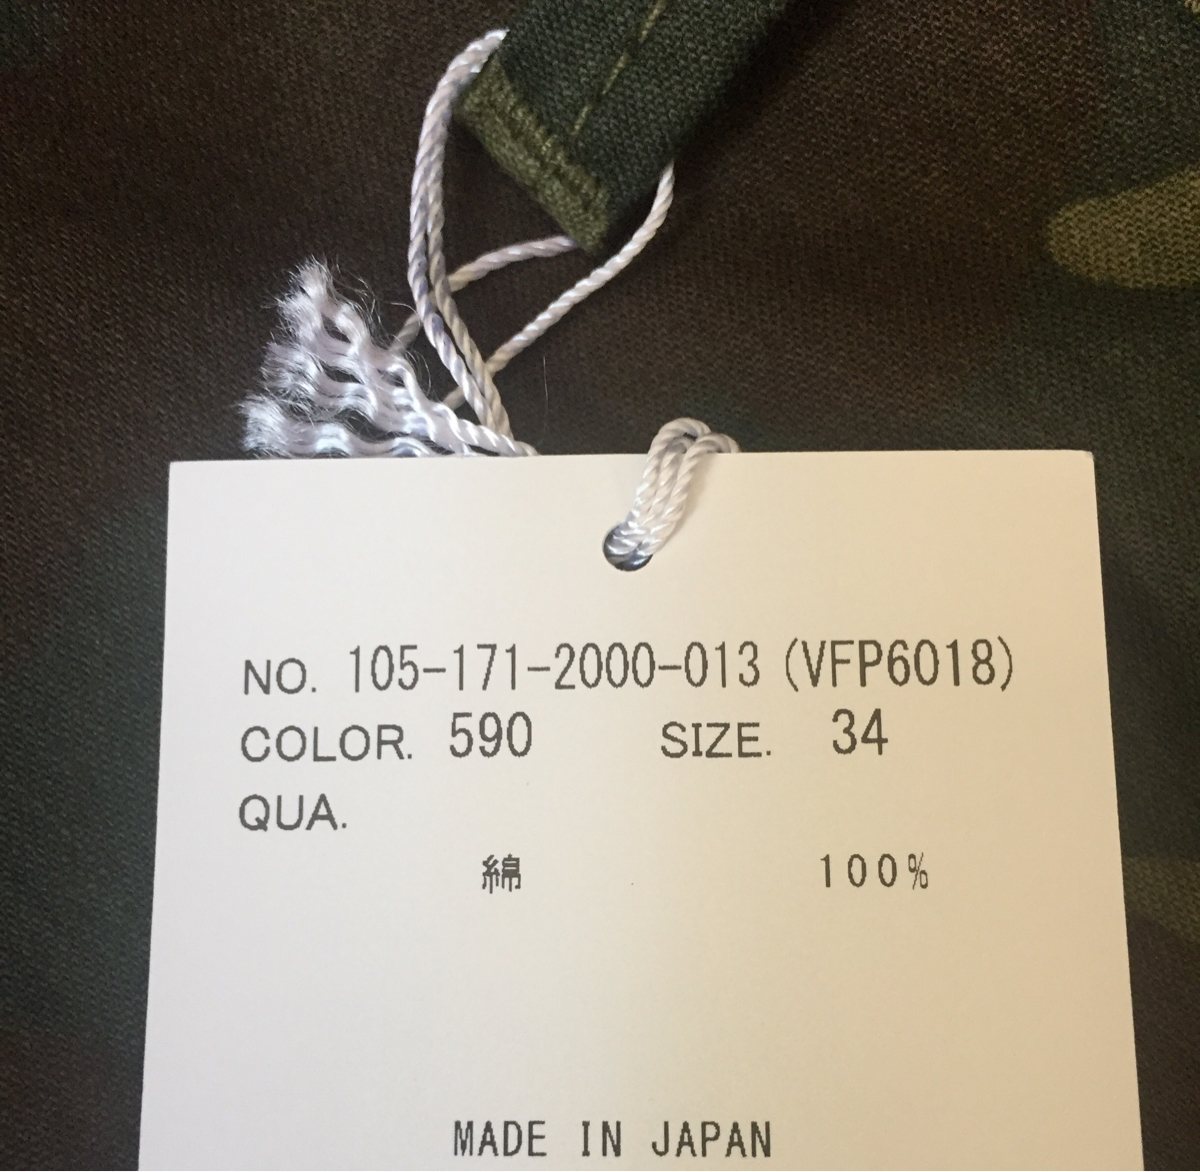 NO. 105-171-2000-013 (VFP6018)
COLOR. 590 SIZE. 34
QUA.
綿 100%
MADE IN JAPAN